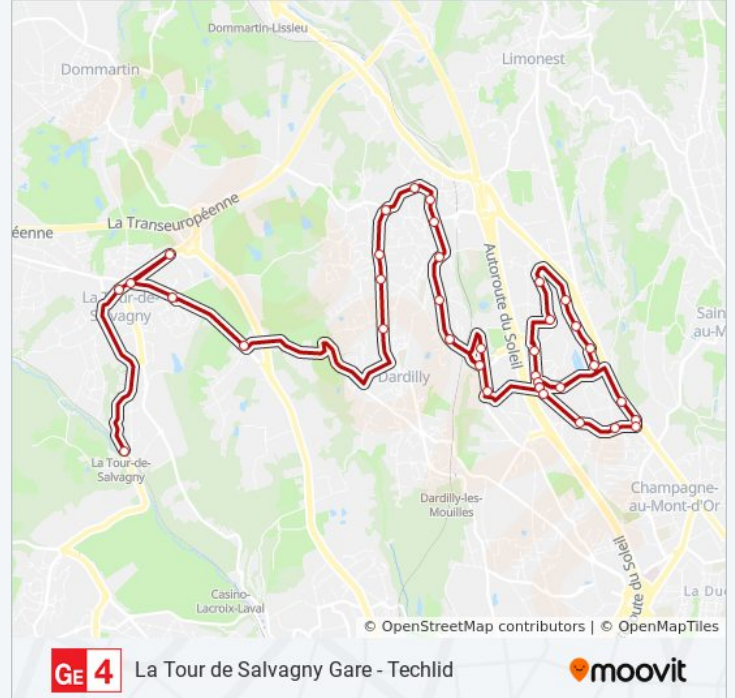 Dommartin-Lissieu
Limonest
Dommartin
La Transeuropéenne
éenne
Autoroute du Soleil
La Tour-de-
Salvagny
Sain
au-M
Dardilly
La Tour-de-
Salvagny
Champagne-
au-Mont-d'Or
Dardilly-les-
Mouilles
oute du Soleil
Casino-
Lacroix-Laval
La Du
© OpenStreetMap contributors | © OpenMapTiles
GE 4 La Tour de Salvagny Gare - Techlid
moovit